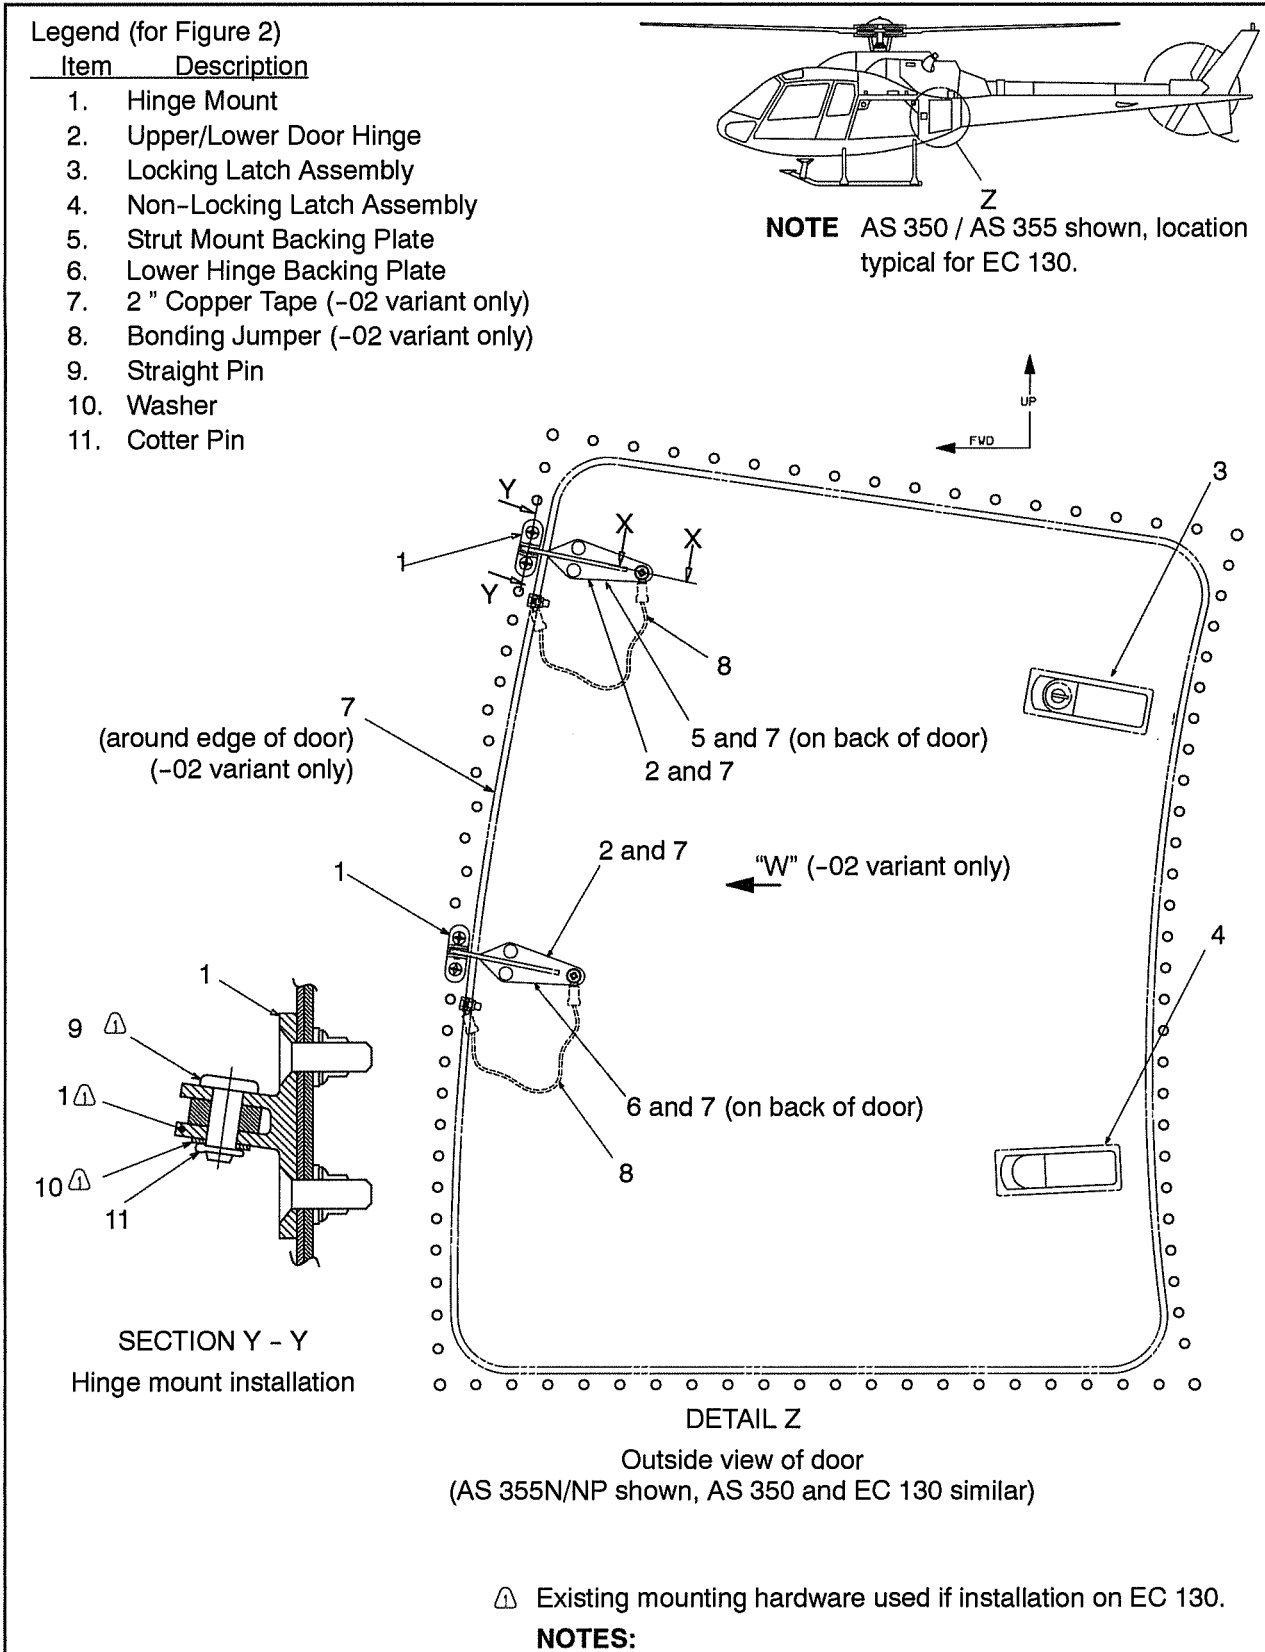 Legend (for Figure 2)
Item Description
1. Hinge Mount
2. Upper/Lower Door Hinge
3. Locking Latch Assembly
4. Non-Locking Latch Assembly
5. Strut Mount Backing Plate
6. Lower Hinge Backing Plate
7. 2 ” Copper Tape (-02 variant only)
8. Bonding Jumper (-02 variant only)
9. Straight Pin
10. Washer
11. Cotter Pin
Z
NOTE AS 350 / AS 355 shown, location
typical for EC 130.
UP
FWD
3
Y
X
X
1
Y
8
7
(around edge of door)
(-02 variant only)
5 and 7 (on back of door)
2 and 7
2 and 7
1
“W” (-02 variant only)
4
1
9 1
1 1
10 1
11
6 and 7 (on back of door)
8
SECTION Y - Y
Hinge mount installation
DETAIL Z
Outside view of door
(AS 355N/NP shown, AS 350 and EC 130 similar)
1 Existing mounting hardware used if installation on EC 130.
NOTES: